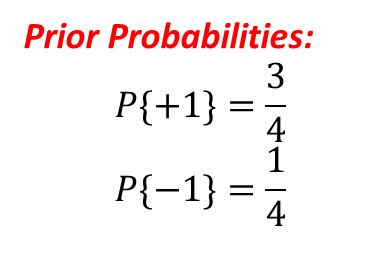 Prior Probabilities:
P{+1} = 3/4
P{−1} = 1/4